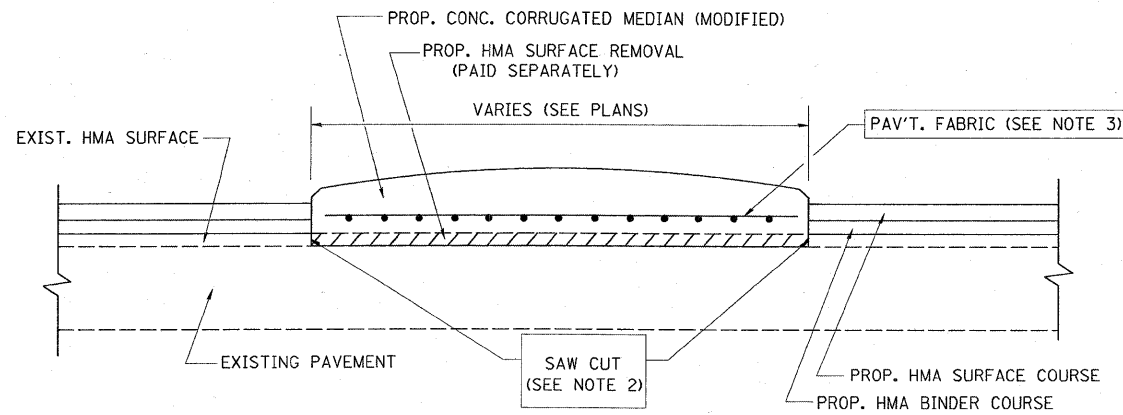 PROP. CONC. CORRUGATED MEDIAN (MODIFIED)
PROP. HMA SURFACE REMOVAL
(PAID SEPARATELY)
VARIES (SEE PLANS)
PAV'T. FABRIC (SEE NOTE 3)
EXIST. HMA SURFACE
EXISTING PAVEMENT
SAW CUT
(SEE NOTE 2)
PROP. HMA SURFACE COURSE
PROP. HMA BINDER COURSE